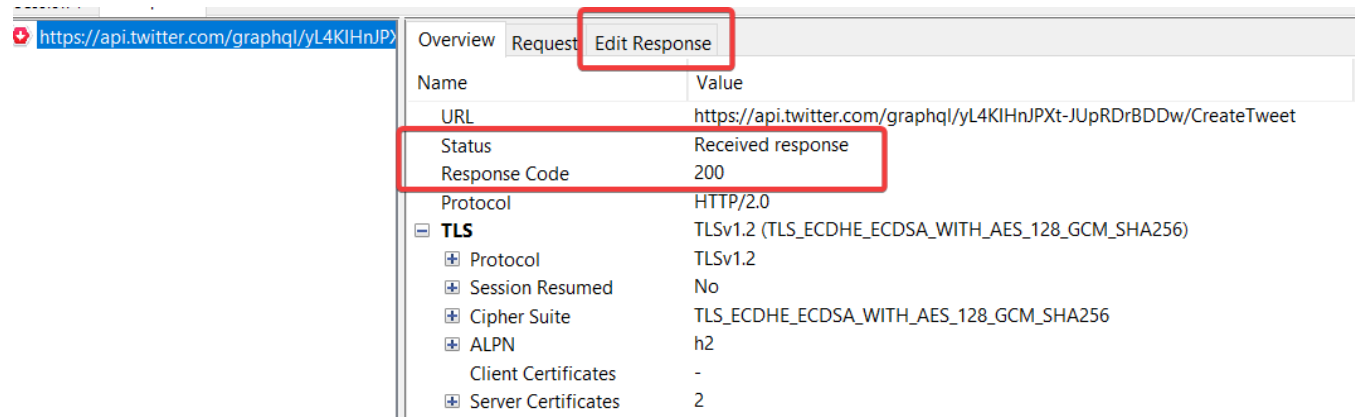 https://api.twitter.com/graphql/yL4KIHnJPX
Overview Request Edit Response
Name Value
URL https://api.twitter.com/graphql/yL4KIHnJPXt-JUpRDrBDDw/CreateTweet
Status Received response
Response Code 200
Protocol HTTP/2.0
TLS TLSv1.2 (TLS_ECDHE_ECDSA_WITH_AES_128_GCM_SHA256)
Protocol TLSv1.2
Session Resumed No
Cipher Suite TLS_ECDHE_ECDSA_WITH_AES_128_GCM_SHA256
ALPN h2
Client Certificates -
Server Certificates 2